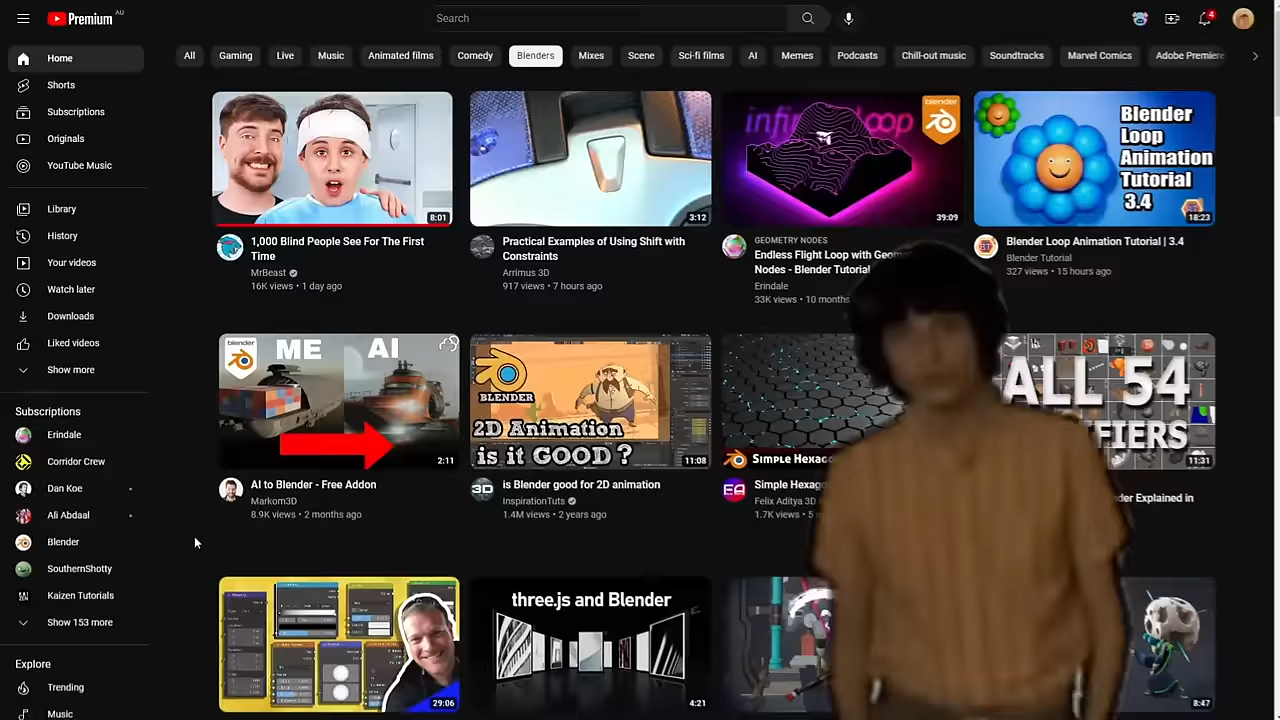 Premium AU
Search
4
Home
Shorts
Subscriptions
Originals
YouTube Music
Library
History
Your videos
Watch later
Downloads
Liked videos
Show more
Subscriptions
Erindale
Corridor Crew
Dan Koe
Ali Abdaal
Blender
SouthernShotty
Kaizen Tutorials
Show 153 more
Explore
Trending
Music
All
Gaming
Live
Music
Animated films
Comedy
Blenders
Mixes
Scene
Sci-fi films
AI
Memes
Podcasts
Chill-out music
Soundtracks
Marvel Comics
Adobe Premiere
8:01
1,000 Blind People See For The First
Time
MrBeast
16K views • 1 day ago
3:12
Practical Examples of Using Shift with
Constraints
Arrimus 3D
917 views • 7 hours ago
blender
39:09
GEOMETRY NODES
Endless Flight Loop with
Nodes - Blender Tutorial
Erindale
33K views • 10 months
Blender
Loop
Animation
Tutorial
3.4
18:23
Blender Loop Animation Tutorial | 3.4
Blender Tutorial
327 views • 15 hours ago
blender
ME
AI
2:11
AI to Blender - Free Addon
Markom3D
8.9K views • 2 months ago
BLENDER
2D Animation
is it GOOD ?
11:08
3D
is Blender good for 2D animation
InspirationTuts
1.4M views • 2 years ago
Simple
EA
Simple
Felix Aditya 3D
1.7K views • 5
ALL 54
11:31
Explained in
29:06
three.js and Blender
4:21
8:47